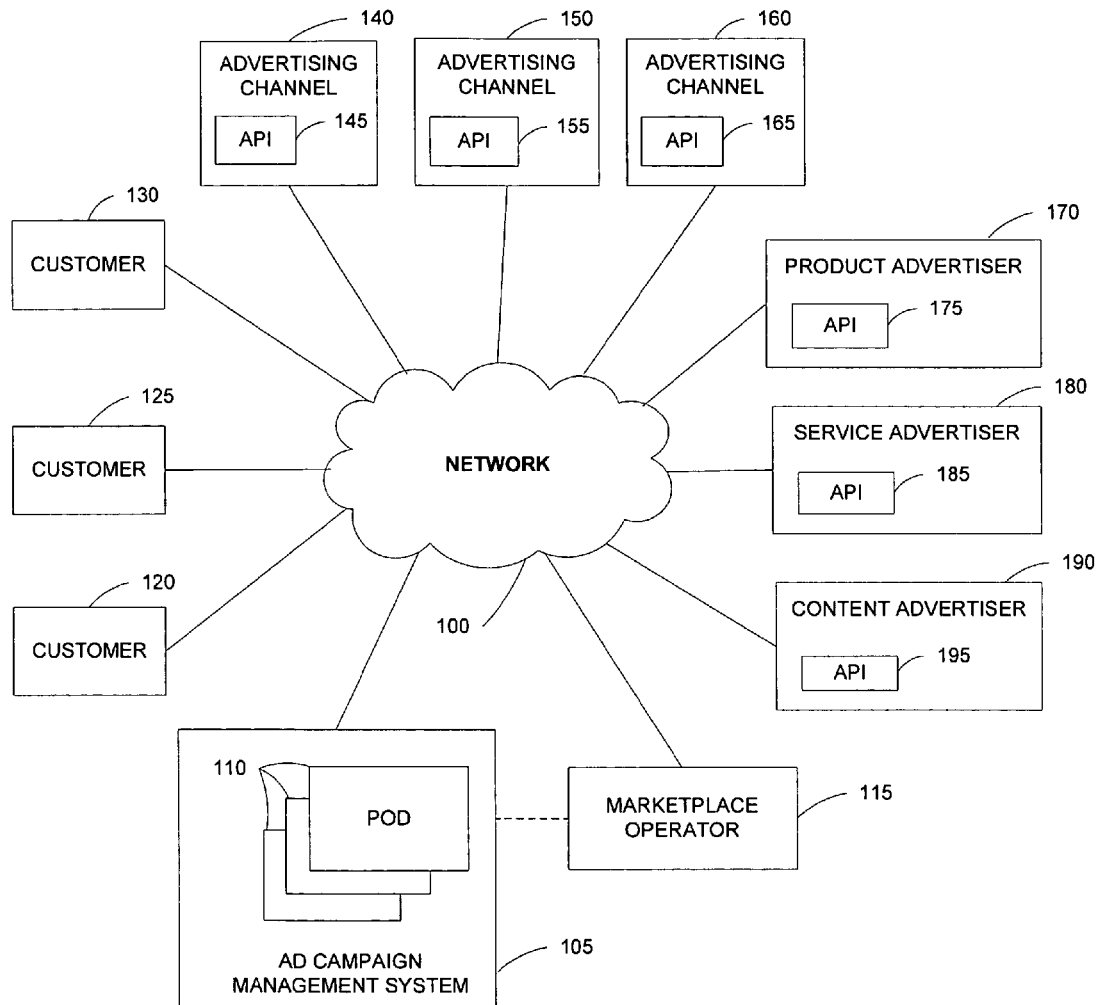 140
150
160
ADVERTISING
CHANNEL
API
145
ADVERTISING
CHANNEL
API
155
ADVERTISING
CHANNEL
API
165
130
CUSTOMER
170
PRODUCT ADVERTISER
API
175
125
CUSTOMER
NETWORK
180
SERVICE ADVERTISER
API
185
120
CUSTOMER
100
190
CONTENT ADVERTISER
API
195
110
POD
AD CAMPAIGN
MANAGEMENT SYSTEM
105
MARKETPLACE
OPERATOR
115